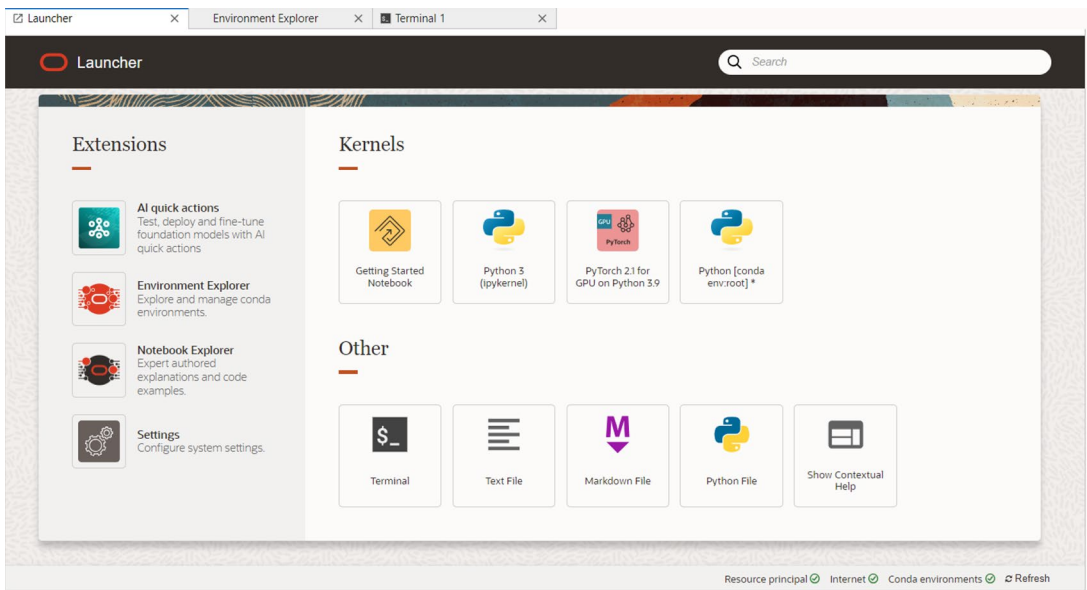 Launcher
Environment Explorer
Terminal 1
Launcher
Search
Extensions
AI quick actions
Test, deploy and fine-tune
foundation models with AI
quick actions
Environment Explorer
Explore and manage conda
environments.
Notebook Explorer
Expert authored
explanations and code
examples.
Settings
Configure system settings.
Kernels
Getting Started
Notebook
Python 3
(ipykernel)
GPU
PyTorch
PyTorch 2.1 for
GPU on Python 3.9
Python [conda
env:root] *
Other
$_
Terminal
Text File
M
Markdown File
Python File
Show Contextual
Help
Resource principal Internet Conda environments Refresh